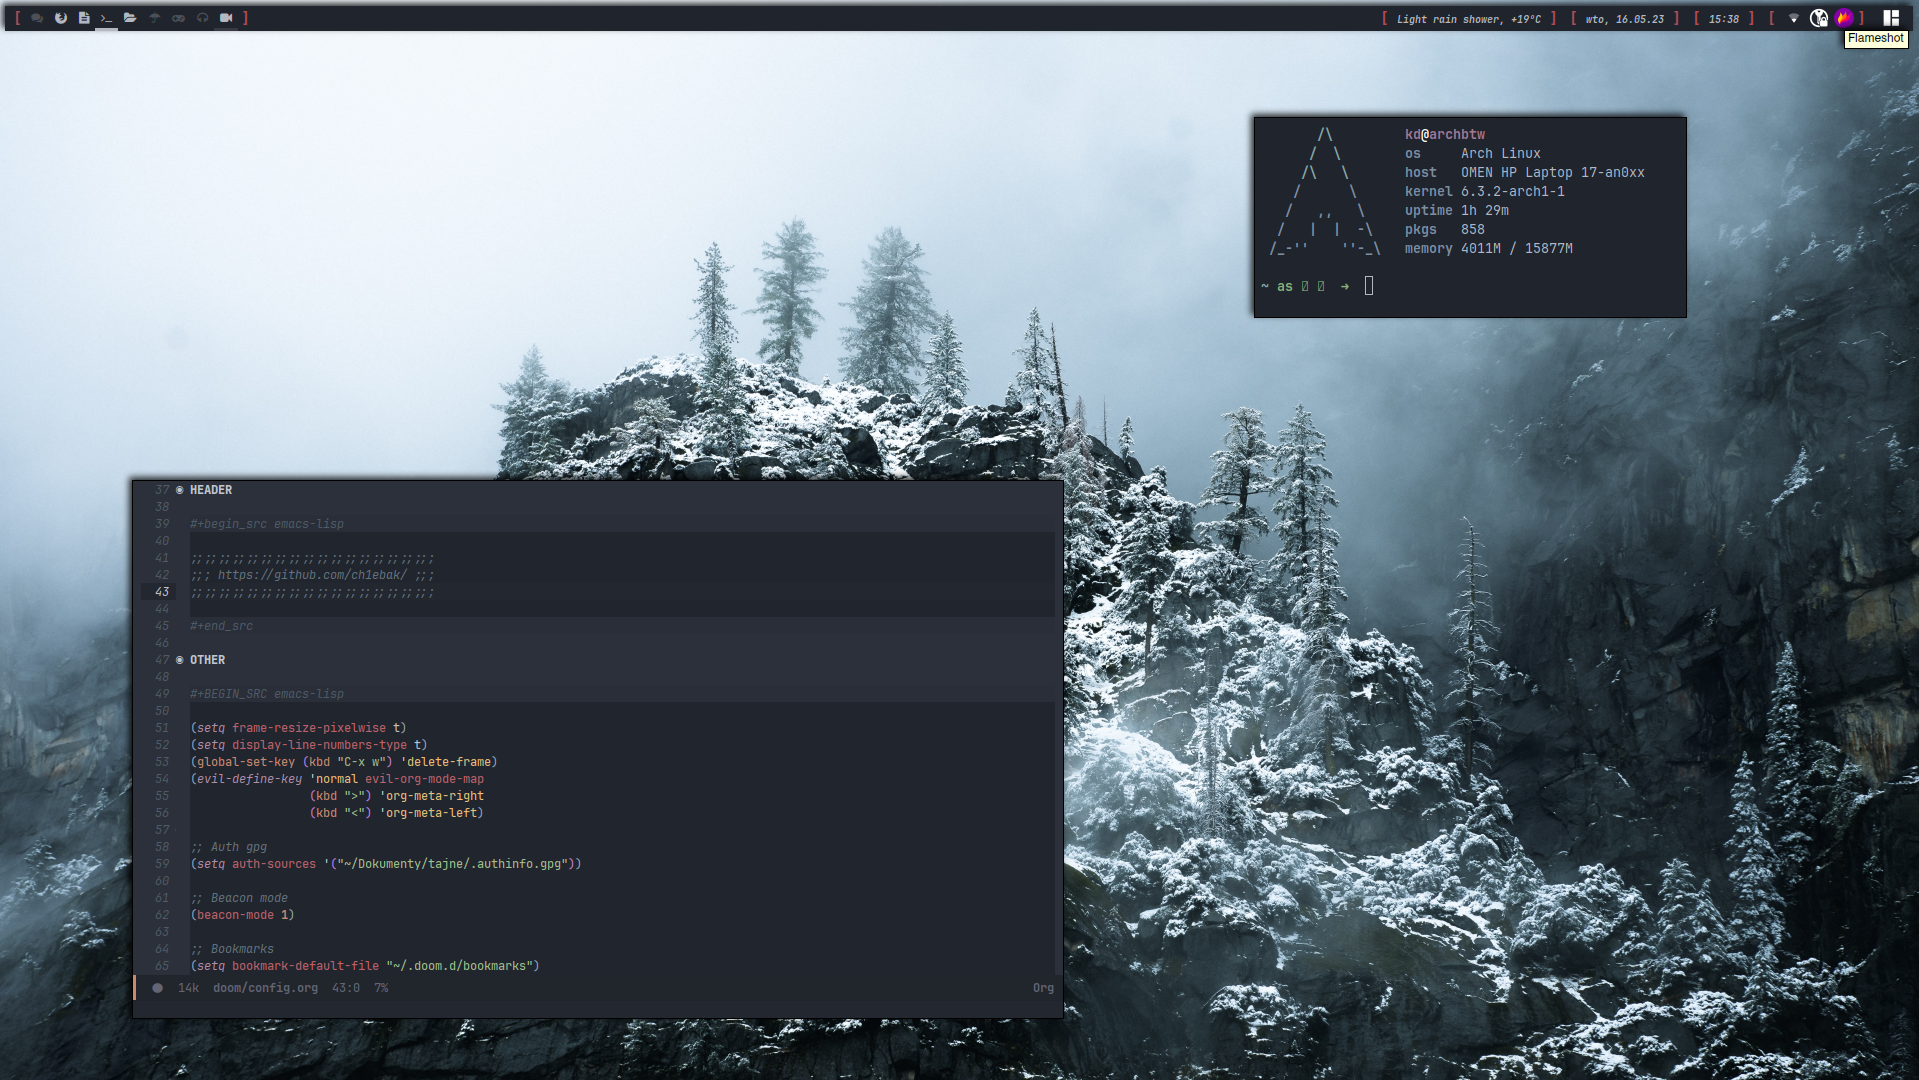 [ ] [ Light rain shower, +19°C ] [ wto, 16.05.23 ] [ 15:38 ] [ ]
Flameshot
kd@archbtw
os Arch Linux
host OMEN HP Laptop 17-an0xx
kernel 6.3.2-arch1-1
uptime 1h 29m
pkgs 858
memory 4011M / 15877M
~ as ➜
37 ◉ HEADER
38
39 #+begin_src emacs-lisp
40
41 ;;;;;;;;;;;;;;;;;;;;;;;;;;;;;;;;;;;
42 ;;; https://github.com/ch1ebak/ ;;;
43 ;;;;;;;;;;;;;;;;;;;;;;;;;;;;;;;;;;;
44
45 #+end_src
46
47 ◉ OTHER
48
49 #+BEGIN_SRC emacs-lisp
50
51 (setq frame-resize-pixelwise t)
52 (setq display-line-numbers-type t)
53 (global-set-key (kbd "C-x w") 'delete-frame)
54 (evil-define-key 'normal evil-org-mode-map
55 (kbd ">") 'org-meta-right
56 (kbd "<") 'org-meta-left)
57
58 ;; Auth gpg
59 (setq auth-sources '("~/Dokumenty/tajne/.authinfo.gpg"))
60
61 ;; Beacon mode
62 (beacon-mode 1)
63
64 ;; Bookmarks
65 (setq bookmark-default-file "~/.doom.d/bookmarks")
14k doom/config.org 43:0 7% Org